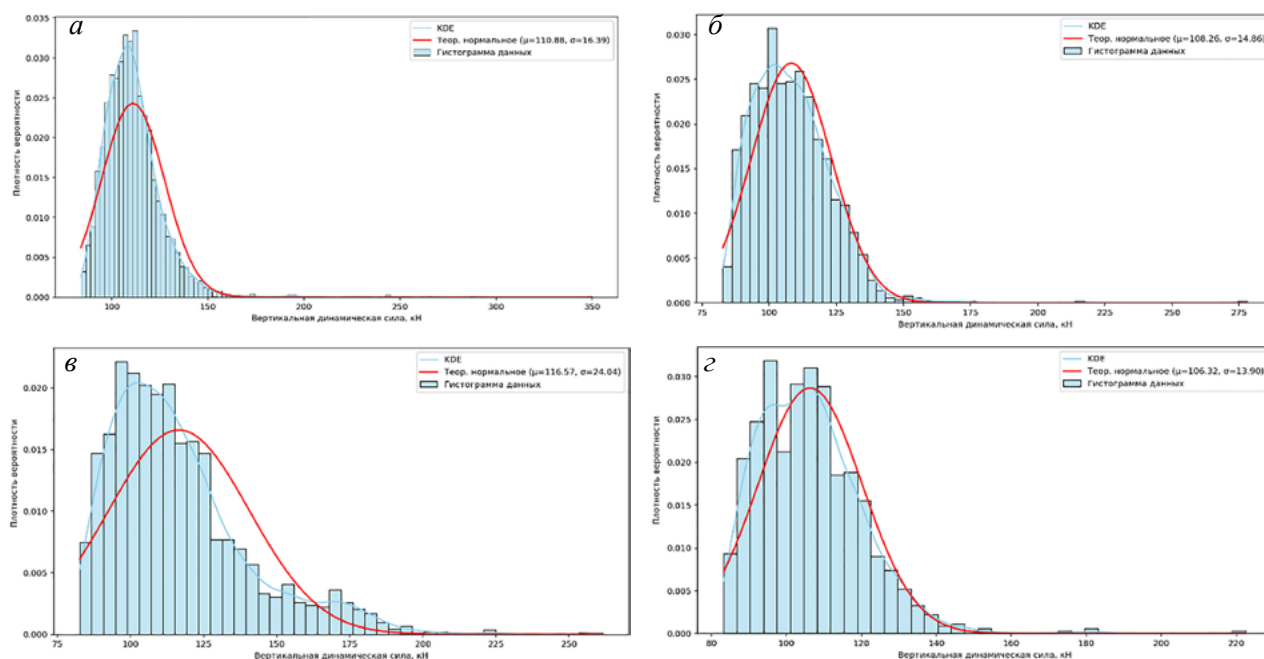 а
0.035
0.030
0.025
0.020
0.015
0.010
0.005
0.000
Плотность вероятности
KDE
Теор. нормальное (μ=110.88, σ=16.39)
Гистограмма данных
100
150
200
250
300
350
Вертикальная динамическая сила, кН
б
0.030
0.025
0.020
0.015
0.010
0.005
0.000
Плотность вероятности
KDE
Теор. нормальное (μ=108.26, σ=14.86)
Гистограмма данных
75
100
125
150
175
200
225
250
275
Вертикальная динамическая сила, кН
в
0.020
0.015
0.010
0.005
0.000
Плотность вероятности
KDE
Теор. нормальное (μ=116.57, σ=24.04)
Гистограмма данных
75
100
125
150
175
200
225
250
Вертикальная динамическая сила, кН
г
0.030
0.025
0.020
0.015
0.010
0.005
0.000
Плотность вероятности
KDE
Теор. нормальное (μ=106.32, σ=13.90)
Гистограмма данных
80
100
120
140
160
180
200
220
Вертикальная динамическая сила, кН